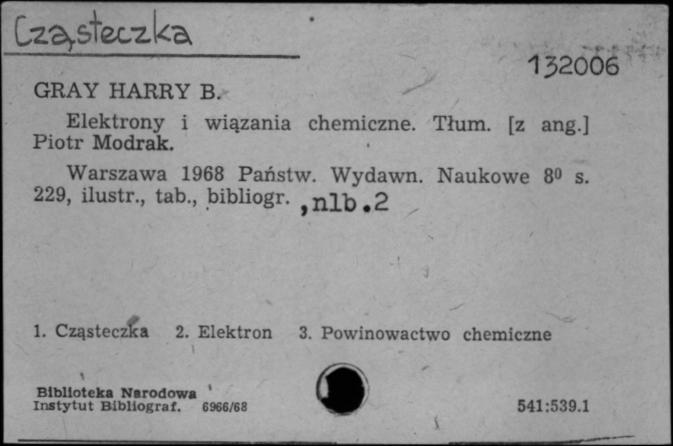 Cząsteczka
132006
GRAY HARRY B.
Elektrony i wiązania chemiczne. Tłum. [z ang.]
Piotr Modrak.
Warszawa 1968 Państw. Wydawn. Naukowe 8⁰ s.
229, ilustr., tab., bibliogr. , nlb.2
1. Cząsteczka 2. Elektron 3. Powinowactwo chemiczne
Biblioteka Narodowa
Instytut Bibliograf. 6966/68
541:539.1